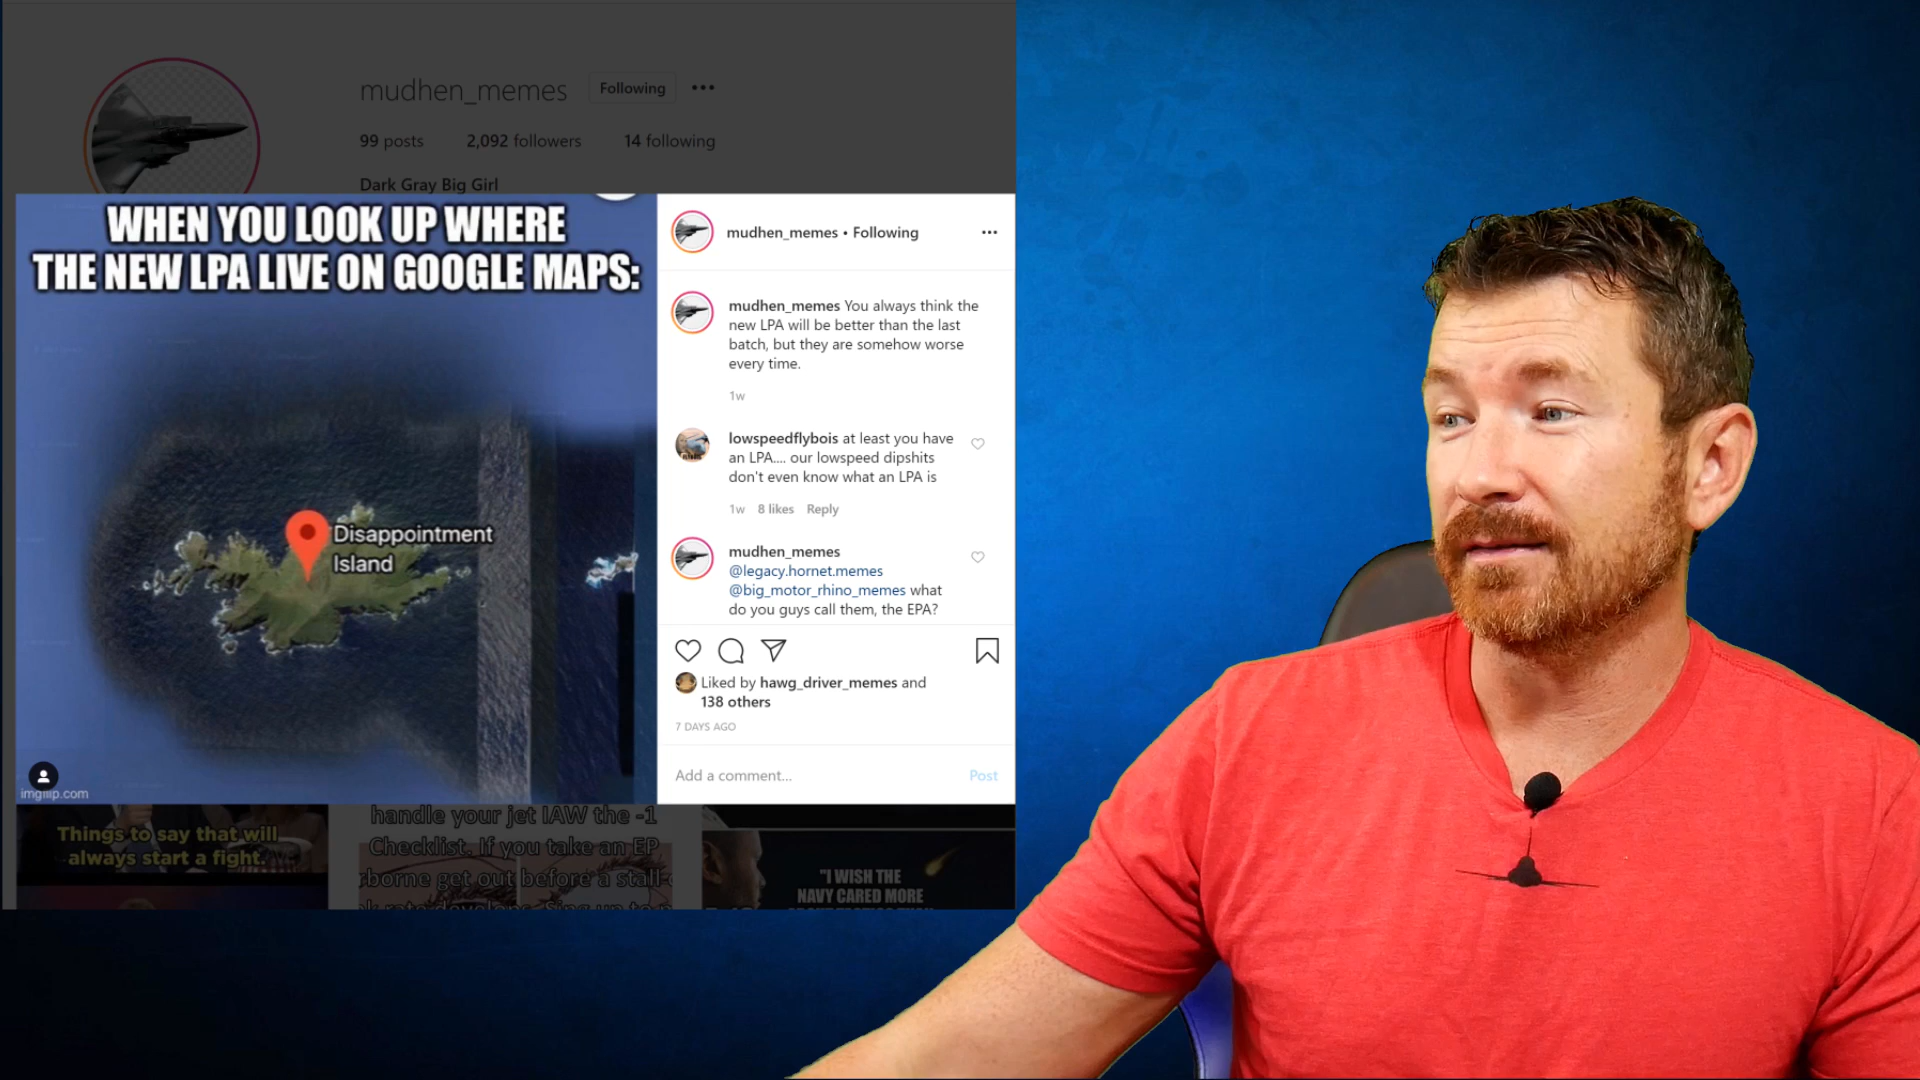 mudhen_memes Following •••
99 posts 2,092 followers 14 following
Dark Gray Big Girl
WHEN YOU LOOK UP WHERE
THE NEW LPA LIVE ON GOOGLE MAPS:
Disappointment
Island
imgflip.com
mudhen_memes • Following •••
mudhen_memes You always think the
new LPA will be better than the last
batch, but they are somehow worse
every time.
1w
lowspeedflybois at least you have
an LPA.... our lowspeed dipshits
don't even know what an LPA is
1w 8 likes Reply
mudhen_memes
@legacy.hornet.memes
@big_motor_rhino_memes what
do you guys call them, the EPA?
Liked by hawg_driver_memes and
138 others
7 DAYS AGO
Add a comment... Post
Things to say that will
always start a fight.
handle your jet IAW the -1
Checklist. If you take an EP
rborne get out before a stall
"I WISH THE
NAVY CARED MORE